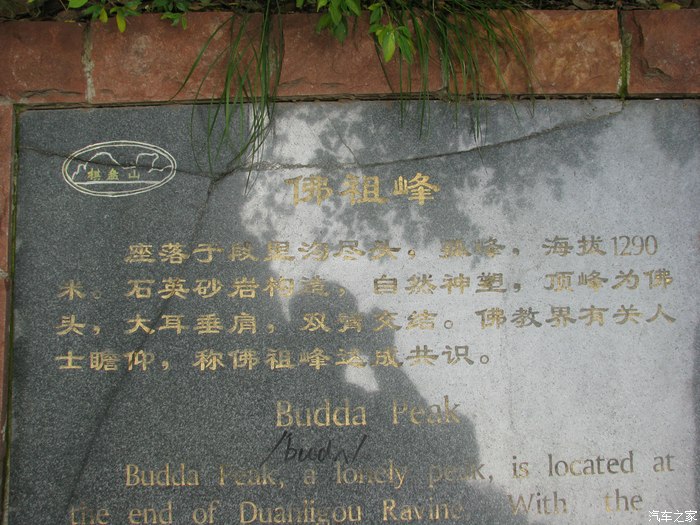 佛祖峰
座落于段里沟尽头，孤峰，海拔1290
米。石英砂岩构造，自然神塑，顶峰为佛
头，大耳垂肩，双臂交结。佛教界有关人
士瞻仰，称佛祖峰达成共识。
Budda Peak
Budda Peak, a lonely peak, is located at
the end of Duanligou Ravine. With the
汽车之家